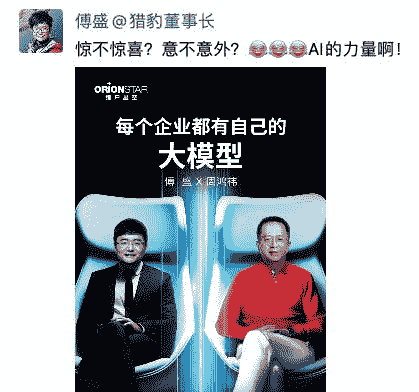 傅盛@猎豹董事长
惊不惊喜？意不意外？😂😂😂AI的力量啊！
ORIONSTAR
猎户星空
每个企业都有自己的
大模型
傅 盛 X 周鸿祎